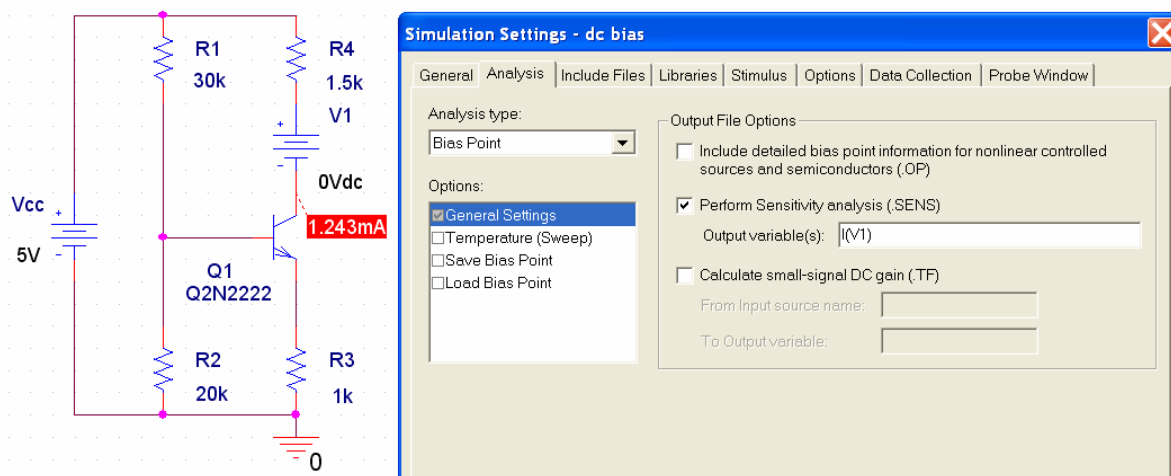 R1
30k
R4
1.5k
V1
0Vdc
Vcc
5V
1.243mA
Q1
Q2N2222
R2
20k
R3
1k
0
Simulation Settings - dc bias
General Analysis Include Files Libraries Stimulus Options Data Collection Probe Window
Analysis type:
Bias Point
Options:
General Settings
Temperature (Sweep)
Save Bias Point
Load Bias Point
Output File Options
Include detailed bias point information for nonlinear controlled
sources and semiconductors (.OP)
Perform Sensitivity analysis (.SENS)
Output variable(s): I(V1)
Calculate small-signal DC gain (.TF)
From Input source name:
To Output variable: